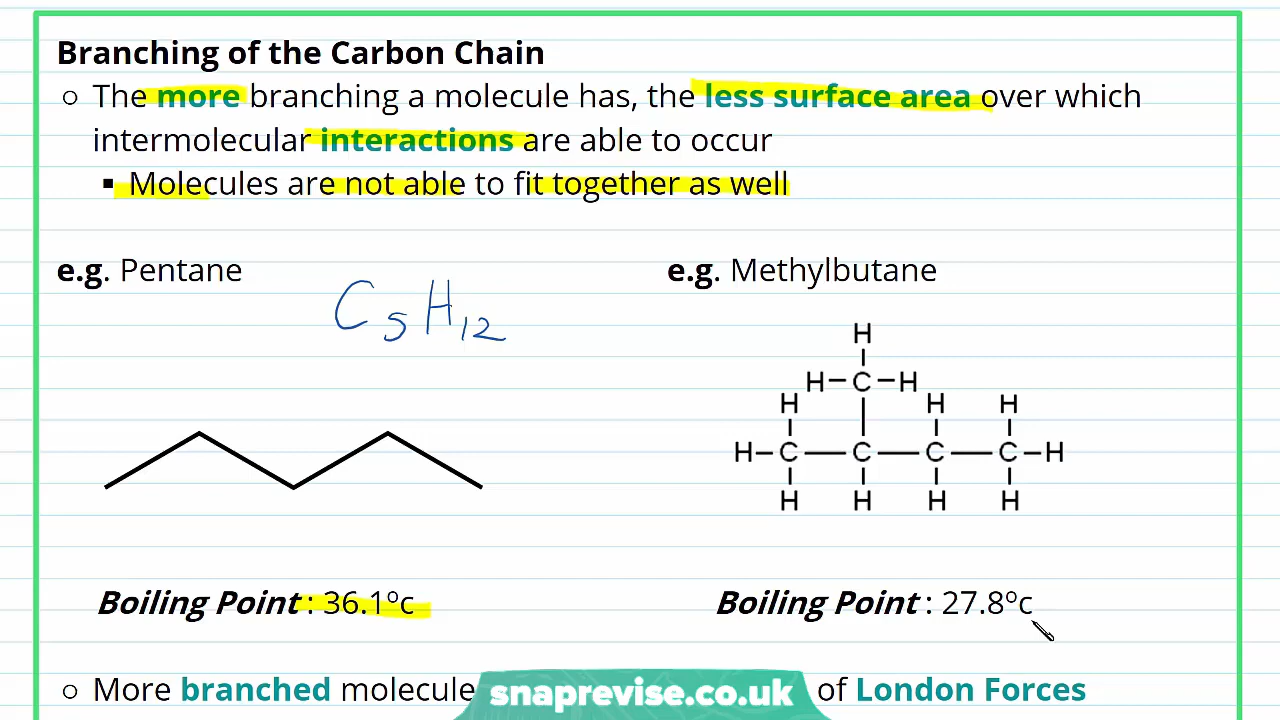 Branching of the Carbon Chain
○ The more branching a molecule has, the less surface area over which
intermolecular interactions are able to occur
▪ Molecules are not able to fit together as well
e.g. Pentane
C5H12
e.g. Methylbutane
H
H–C–H
H H H
H–C–C–C–C–H
H H H H
Boiling Point : 36.1ºc
Boiling Point : 27.8ºc
○ More branched molecule
of London Forces
snaprevise.co.uk